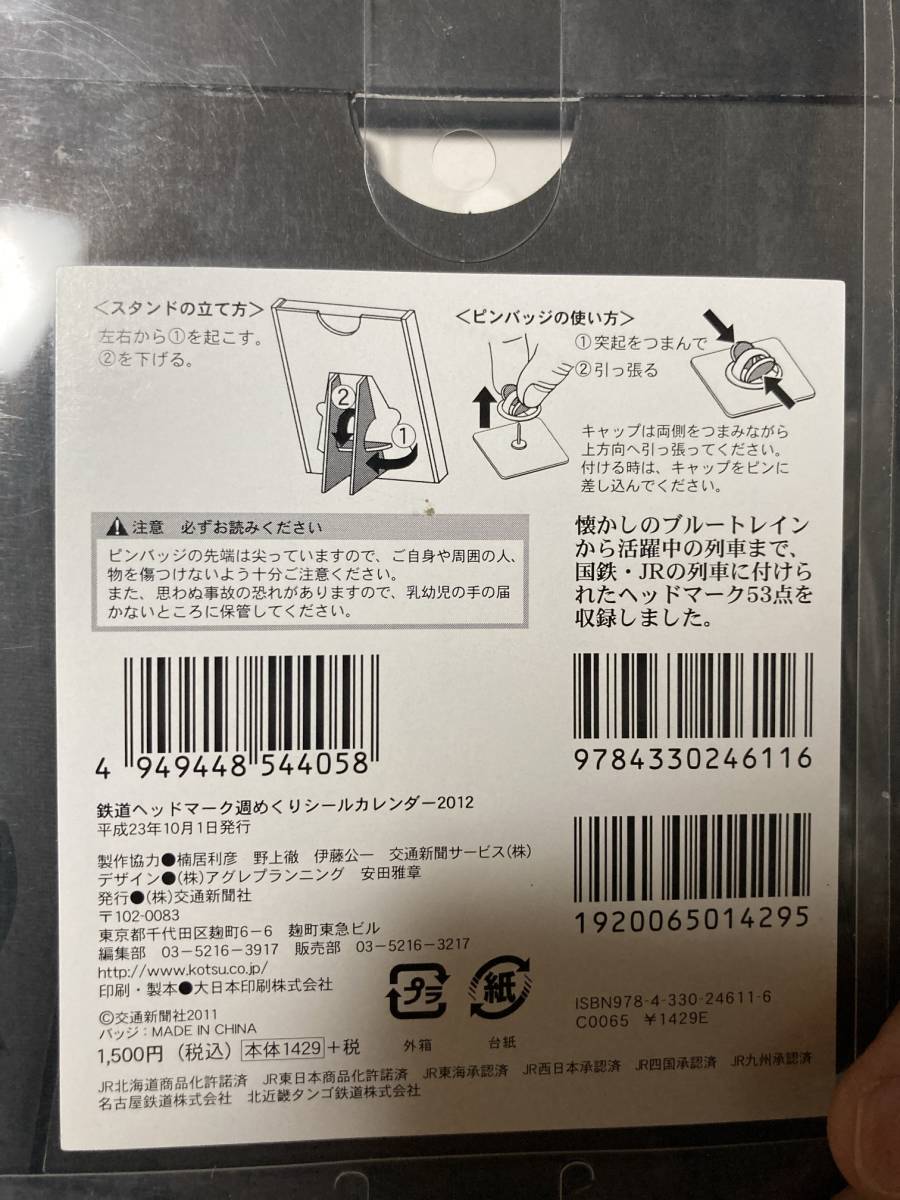 <スタンドの立て方>
左右から①を起こす。
②を下げる。
②
①
<ピンバッジの使い方>
①突起をつまんで
②引っ張る
キャップは両側をつまみながら
上方向へ引っ張ってください。
付ける時は、キャップをピンに
差し込んでください。
注意 必ずお読みください
ピンバッジの先端は尖っていますので、ご自身や周囲の人、
物を傷つけないよう十分ご注意ください。
また、思わぬ事故の恐れがありますので、乳幼児の手の届
かないところに保管してください。
懐かしのブルートレイン
から活躍中の列車まで、
国鉄・JRの列車に付けら
れたヘッドマーク53点を
収録しました。
4 949448 544058
9784330246116
1920065014295
鉄道ヘッドマーク週めくりシールカレンダー2012
平成23年10月1日発行
製作協力●楠居利彦 野上徹 伊藤公一 交通新聞サービス(株)
デザイン●(株)アグレプランニング 安田雅章
発行●(株)交通新聞社
〒102-0083
東京都千代田区麹町6-6 麹町東急ビル
編集部 03-5216-3917 販売部 03-5216-3217
http://www.kotsu.co.jp/
印刷・製本●大日本印刷株式会社
©交通新聞社2011
バッジ：MADE IN CHINA
1,500円（税込）本体1429+税
プラ
外箱
紙
台紙
ISBN978-4-330-24611-6
C0065 ¥1429E
JR北海道商品化許諾済 JR東日本商品化許諾済 JR東海承認済 JR西日本承認済 JR四国承認済 JR九州承認済
名古屋鉄道株式会社 北近畿タンゴ鉄道株式会社